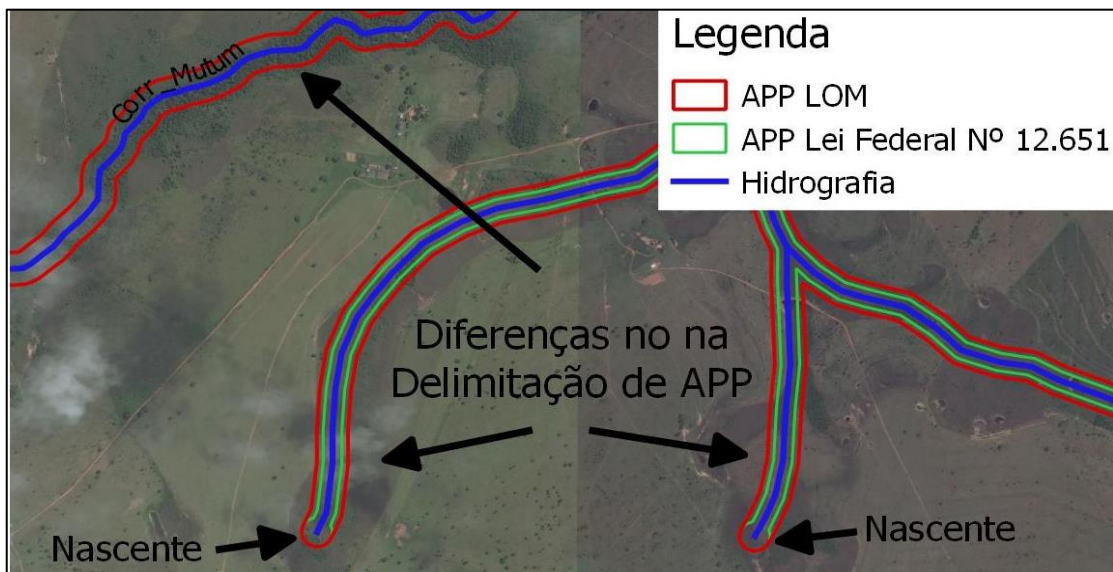 Corr_Mutum
Legenda
APP LOM
APP Lei Federal Nº 12.651
Hidrografia
Diferenças no na
Delimitação de APP
Nascente
Nascente